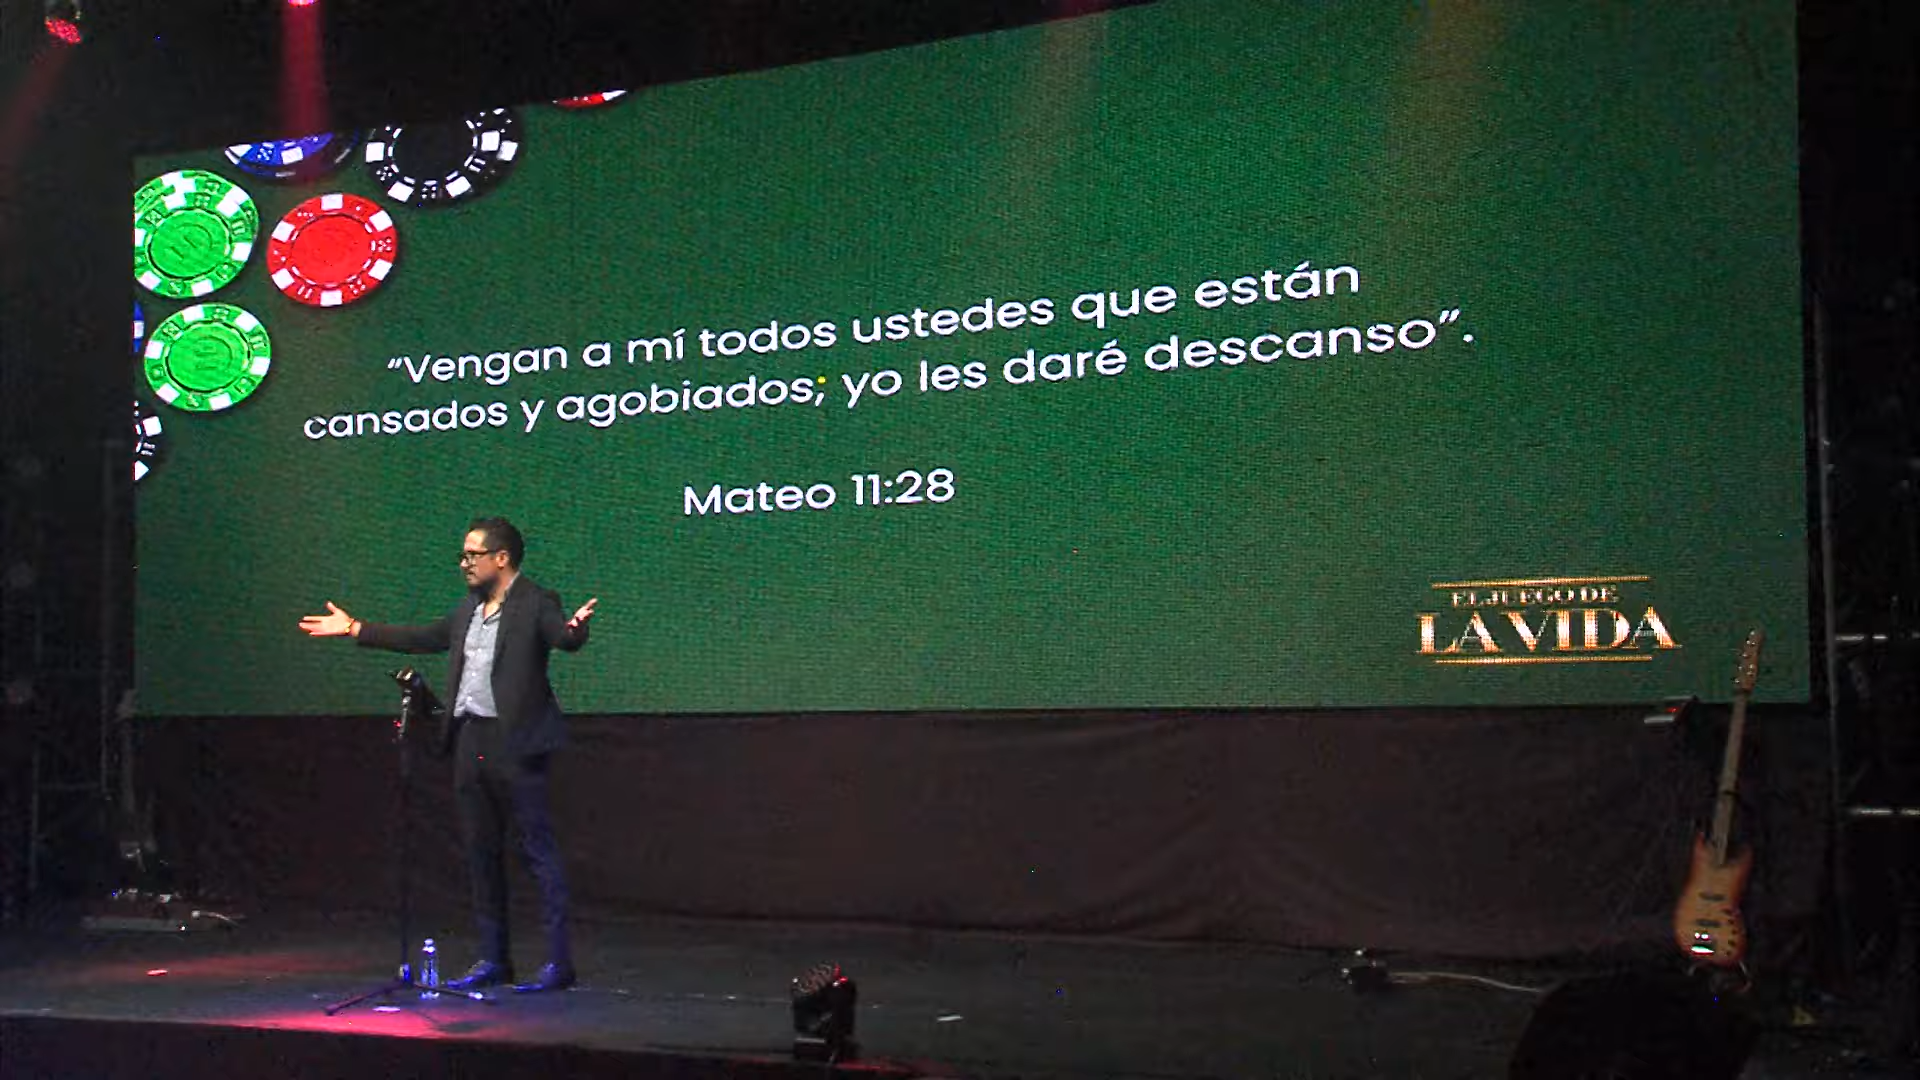 “Vengan a mí todos ustedes que están
cansados y agobiados; yo les daré descanso”.
Mateo 11:28
EL JUEGO DE
LA VIDA